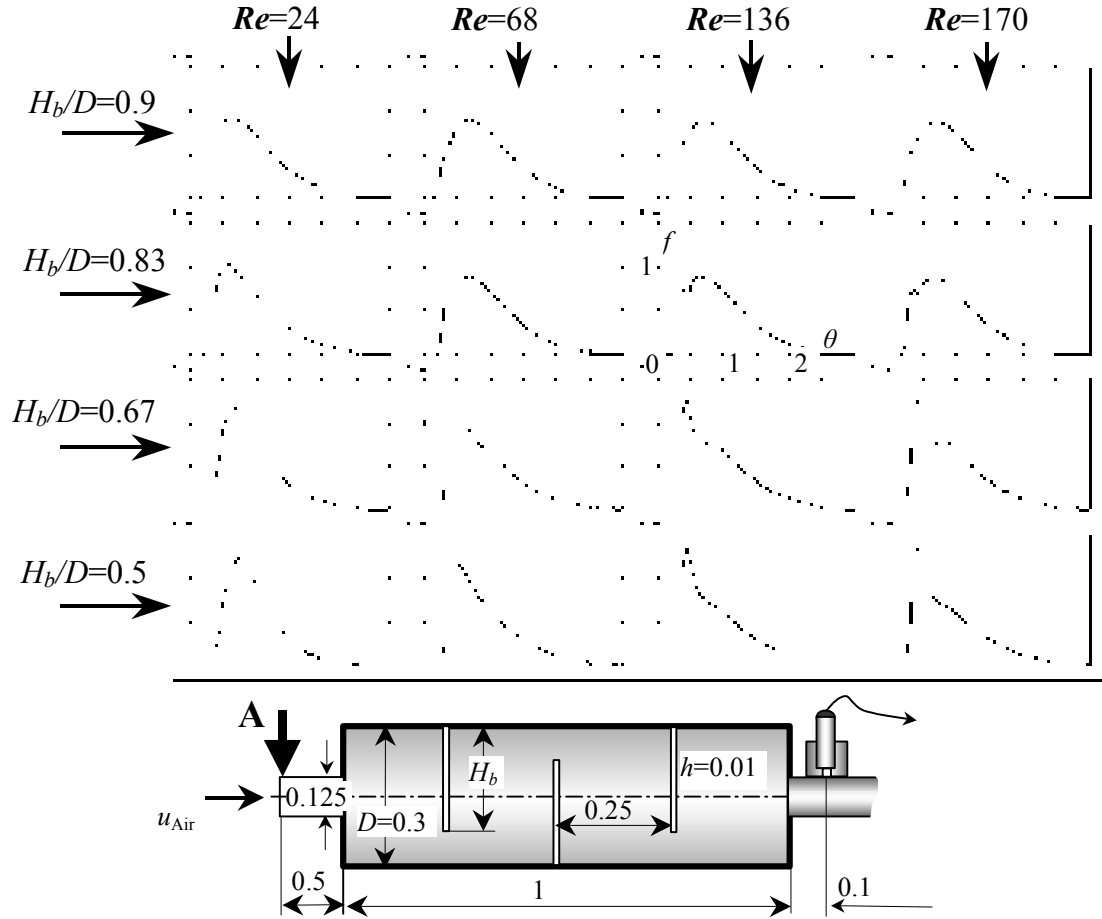 Re=24 Re=68 Re=136 Re=170
H_b/D=0.9
H_b/D=0.83
f
1
θ
0 1 2
H_b/D=0.67
H_b/D=0.5
A
H_b
h=0.01
0.125
D=0.3
0.25
u_Air
0.5
1
0.1